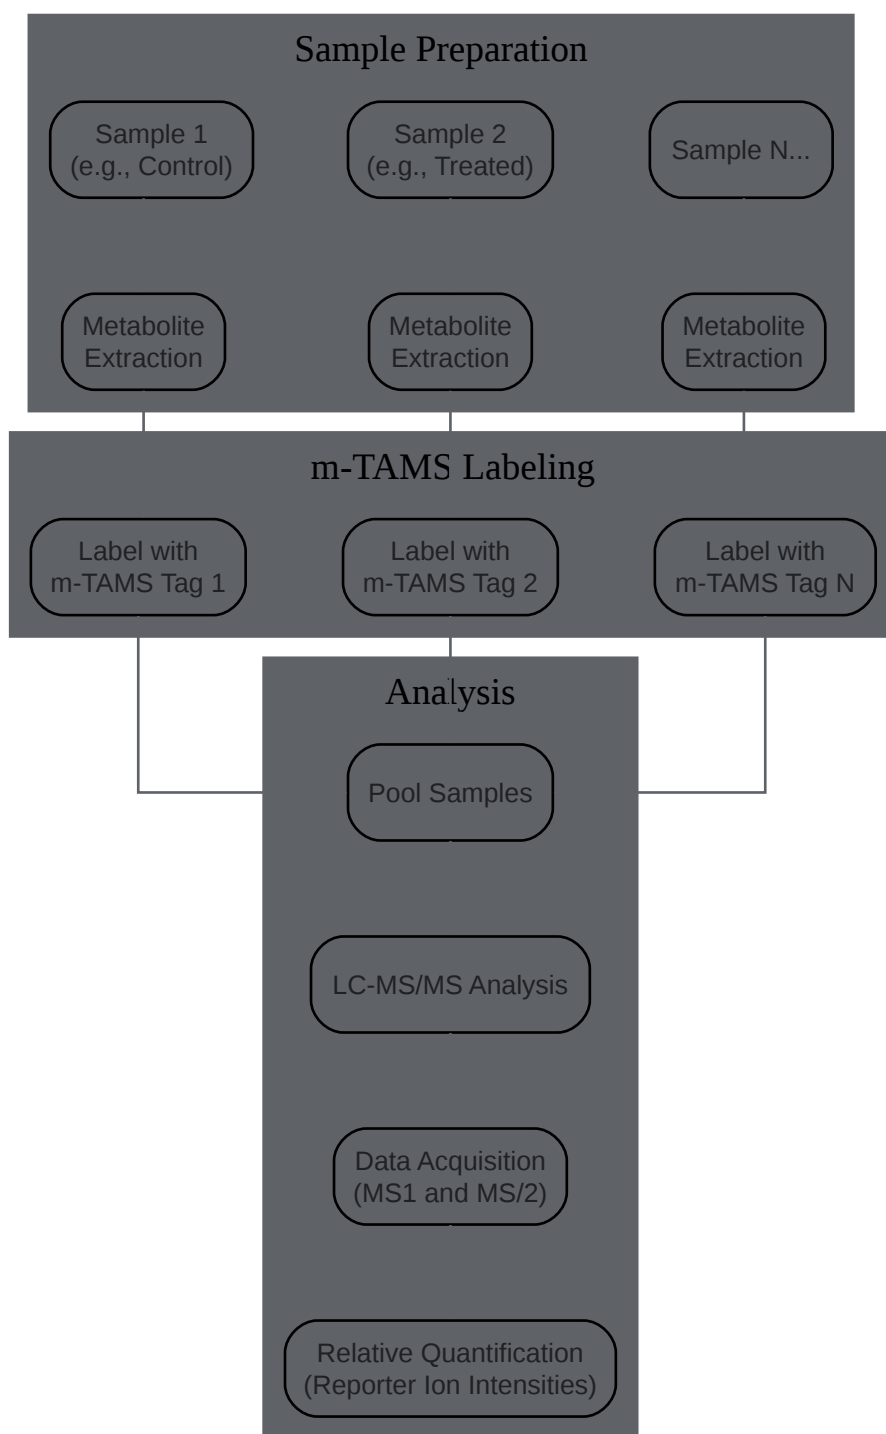 Sample Preparation
Sample 1
(e.g., Control)
Sample 2
(e.g., Treated)
Sample N...
Metabolite
Extraction
Metabolite
Extraction
Metabolite
Extraction
m-TAMS Labeling
Label with
m-TAMS Tag 1
Label with
m-TAMS Tag 2
Label with
m-TAMS Tag N
Analysis
Pool Samples
LC-MS/MS Analysis
Data Acquisition
(MS1 and MS/2)
Relative Quantification
(Reporter Ion Intensities)